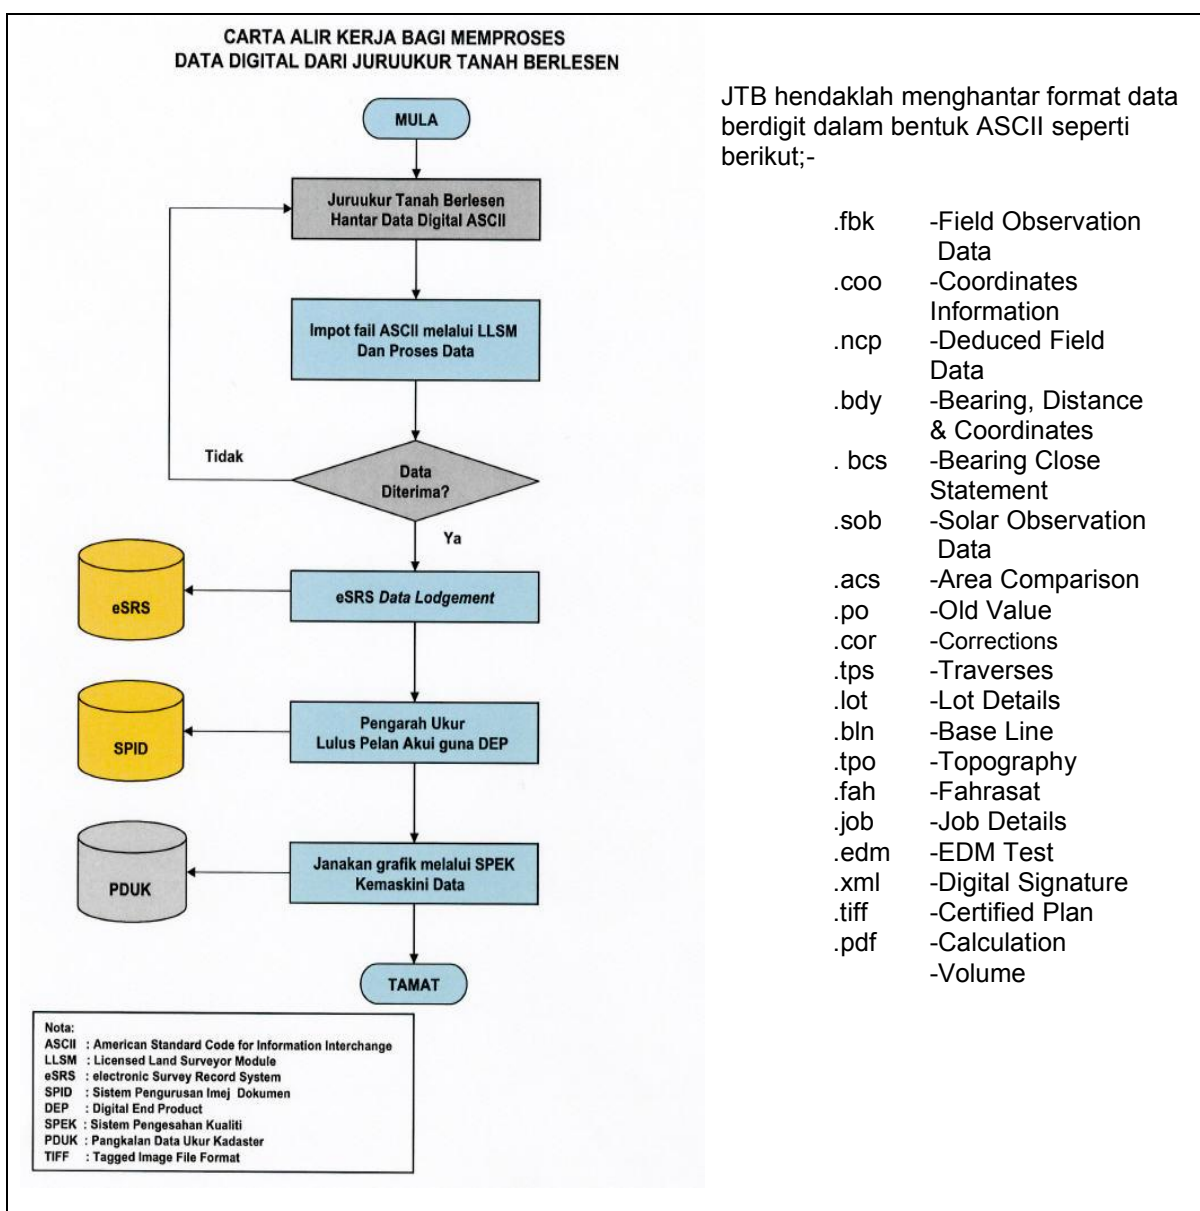 CARTA ALIR KERJA BAGI MEMPROSES
DATA DIGITAL DARI JURUUKUR TANAH BERLESEN
MULA
Juruukur Tanah Berlesen
Hantar Data Digital ASCII
Impot fail ASCII melalui LLSM
Dan Proses Data
Tidak
Data
Diterima?
Ya
eSRS
eSRS Data Lodgement
SPID
Pengarah Ukur
Lulus Pelan Akui guna DEP
PDUK
Janakan grafik melalui SPEK
Kemaskini Data
TAMAT
Nota:
ASCII : American Standard Code for Information Interchange
LLSM : Licensed Land Surveyor Module
eSRS : electronic Survey Record System
SPID : Sistem Pengurusan Imej Dokumen
DEP : Digital End Product
SPEK : Sistem Pengesahan Kualiti
PDUK : Pangkalan Data Ukur Kadaster
TIFF : Tagged Image File Format
JTB hendaklah menghantar format data
berdigit dalam bentuk ASCII seperti
berikut;-
.fbk -Field Observation
Data
.coo -Coordinates
Information
.ncp -Deduced Field
Data
.bdy -Bearing, Distance
& Coordinates
. bcs -Bearing Close
Statement
.sob -Solar Observation
Data
.acs -Area Comparison
.po -Old Value
.cor -Corrections
.tps -Traverses
.lot -Lot Details
.bln -Base Line
.tpo -Topography
.fah -Fahrasat
.job -Job Details
.edm -EDM Test
.xml -Digital Signature
.tiff -Certified Plan
.pdf -Calculation
-Volume